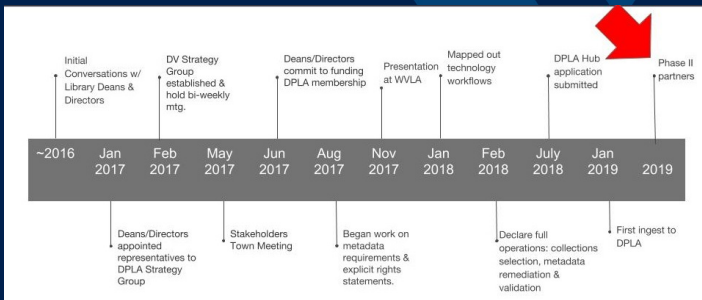 Initial
Conversations w/
Library Deans &
Directors
DV Strategy
Group
established &
hold bi-weekly
mtg.
Deans/Directors
commit to funding
DPLA membership
Presentation
at WVLA
Mapped out
technology
workflows
DPLA Hub
application
submitted
Phase II
partners
~2016
Jan
2017
Feb
2017
May
2017
Jun
2017
Aug
2017
Nov
2017
Jan
2018
Feb
2018
July
2018
Jan
2019
2019
Deans/Directors
appointed
representatives to
DPLA Strategy
Group
Stakeholders
Town Meeting
Began work on
metadata
requirements &
explicit rights
statements.
Declare full
operations: collections
selection, metadata
remediation &
validation
First ingest to
DPLA